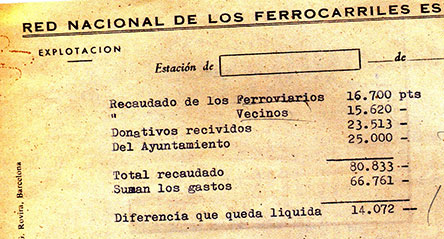 RED NACIONAL DE LOS FERROCARRILES ES
EXPLOTACION
Estación de de
Recaudado de los Ferroviarios 16.700 pts
" Vecinos 15.620 —
Donativos recividos 23.513 —
Del Ayuntamiento 25.000 —
Total recaudado 80.833 —
Suman los gastos 66.761 —
Diferencia que queda liquida 14.072 —
Rovira, Barcelona